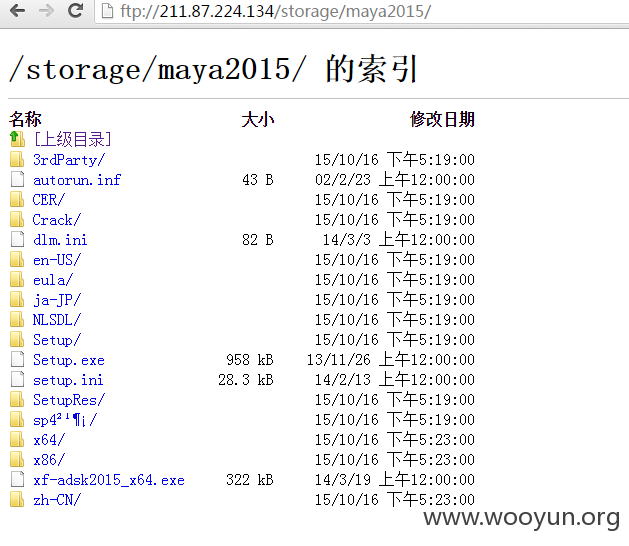 ftp://211.87.224.134/storage/maya2015/
/storage/maya2015/ 的索引
名称 大小 修改日期
[上级目录]
3rdParty/ 15/10/16 下午5:19:00
autorun.inf 43 B 02/2/23 上午12:00:00
CER/ 15/10/16 下午5:19:00
Crack/ 15/10/16 下午5:19:00
dlm.ini 82 B 14/3/3 上午12:00:00
en-US/ 15/10/16 下午5:19:00
eula/ 15/10/16 下午5:19:00
ja-JP/ 15/10/16 下午5:19:00
NLSDL/ 15/10/16 下午5:19:00
Setup/ 15/10/16 下午5:19:00
Setup.exe 958 kB 13/11/26 上午12:00:00
setup.ini 28.3 kB 14/2/13 上午12:00:00
SetupRes/ 15/10/16 下午5:19:00
sp4²¹¶¡/ 15/10/16 下午5:19:00
x64/ 15/10/16 下午5:23:00
x86/ 15/10/16 下午5:23:00
xf-adsk2015_x64.exe 322 kB 14/3/19 上午12:00:00
zh-CN/ 15/10/16 下午5:23:00
www.wooyun.org